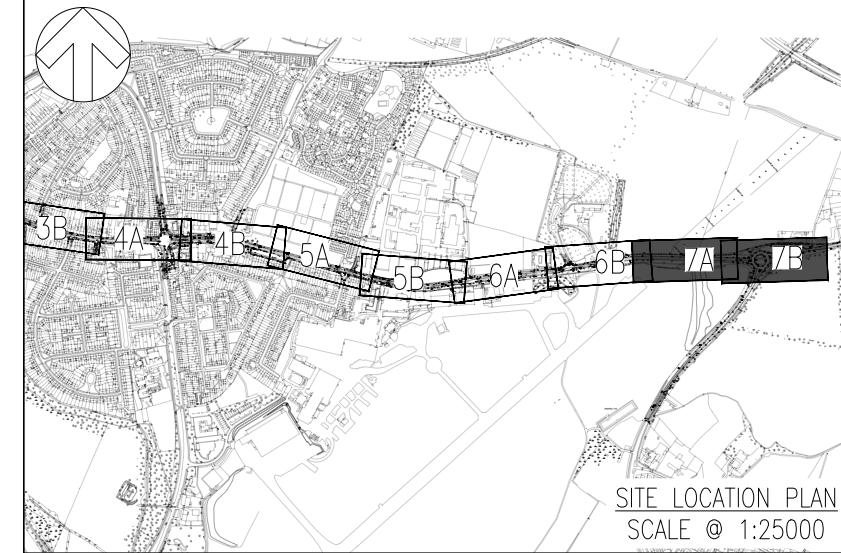 3B
4A
4B
5A
5B
6A
6B
7A
7B
SITE LOCATION PLAN
SCALE @ 1:25000